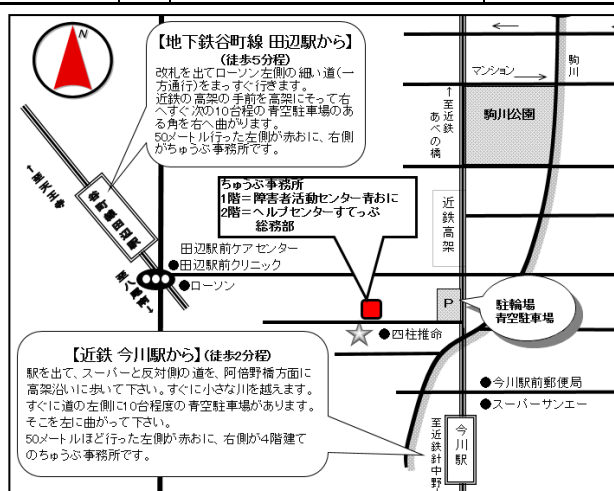 N
【地下鉄谷町線 田辺駅から】
(徒歩5分程)
改札を出てローソン左側の細い道(一
方通行)をまっすぐ行きます。
近鉄の高架の手前を高架にそって右
へすぐ次の10台程の青空駐車場のあ
る角を右へ曲がります。
50メートル行った左側が赤おに、右側
がちゅうぶ事務所です。
マンション
駒川
駒川公園
↑至近鉄
あべの橋
近鉄高架
↑至天王寺
谷町線田辺駅
至八尾南↓
ちゅうぶ事務所
1階=障害者活動センター青おに
2階=ヘルプセンターすてっぷ
総務部
田辺駅前ケアセンター
●田辺駅前クリニック
●ローソン
P
駐輪場
青空駐車場
●四柱推命
【近鉄 今川駅から】(徒歩2分程)
駅を出て、スーパーと反対側の道を、阿倍野橋方面に
高架沿いに歩いて下さい。すぐに小さな川を越えます。
すぐに道の左側に10台程度の青空駐車場があります。
そこを左に曲がって下さい。
50メートルほど行った左側が赤おに、右側が4階建て
のちゅうぶ事務所です。
●今川駅前郵便局
●スーパーサンエー
今川駅
至近鉄針中野